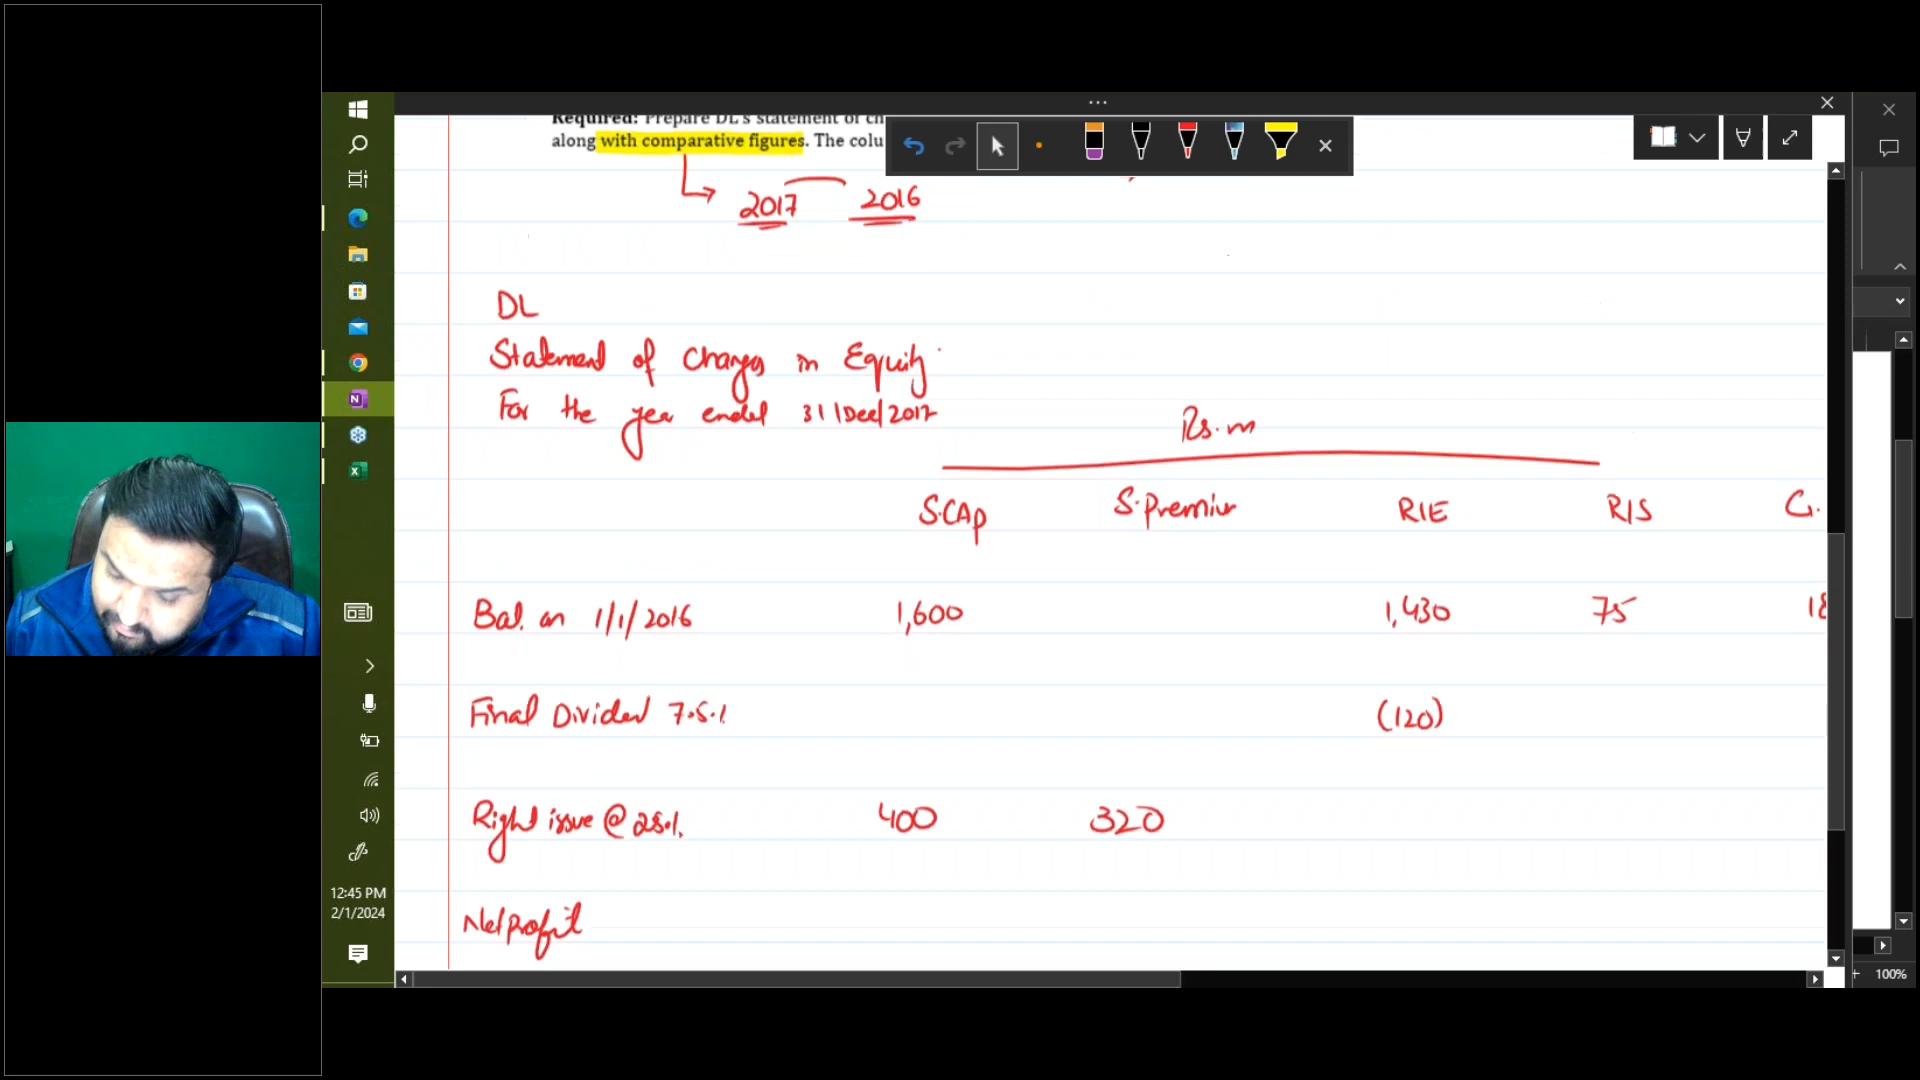 Required: Prepare DL's statement of ch
along with comparative figures. The colu
2017 2016
DL
Statement of Changes in Equity
For the year ended 31/Dec/2017
Rs. m
S.CAp S.Premium R/E R/S G.
Bal. on 1/1/2016 1,600 1,430 75 18
Final Divided 7.5% (120)
Right issue @ 25% 400 320
Net profit
12:45 PM
2/1/2024
100%